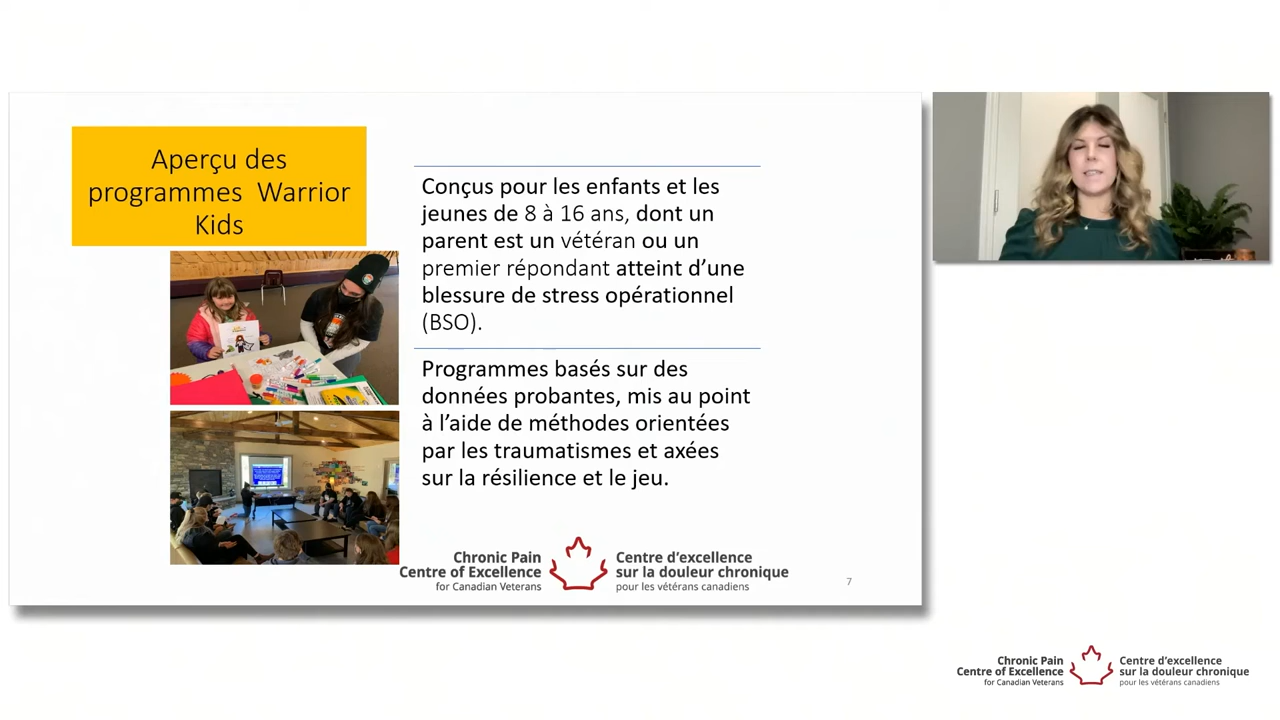 Aperçu des
programmes Warrior
Kids
Conçus pour les enfants et les
jeunes de 8 à 16 ans, dont un
parent est un vétéran ou un
premier répondant atteint d’une
blessure de stress opérationnel
(BSO).
Programmes basés sur des
données probantes, mis au point
à l’aide de méthodes orientées
par les traumatismes et axées
sur la résilience et le jeu.
Chronic Pain
Centre of Excellence
for Canadian Veterans
Centre d’excellence
sur la douleur chronique
pour les vétérans canadiens
7
Chronic Pain
Centre of Excellence
for Canadian Veterans
Centre d’excellence
sur la douleur chronique
pour les vétérans canadiens